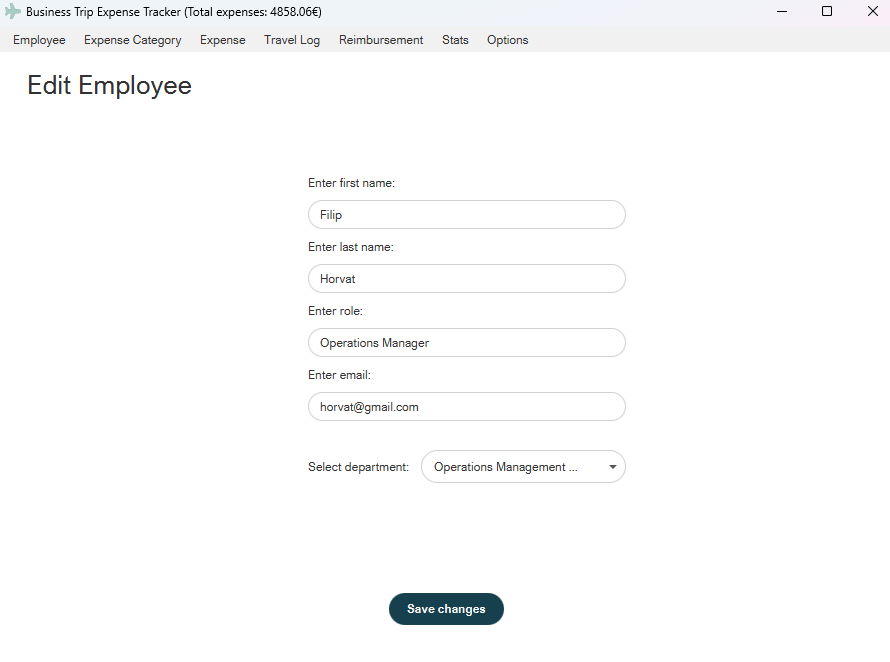 Business Trip Expense Tracker (Total expenses: 4858.06€)
Employee Expense Category Expense Travel Log Reimbursement Stats Options
Edit Employee
Enter first name:
Filip
Enter last name:
Horvat
Enter role:
Operations Manager
Enter email:
horvat@gmail.com
Select department: Operations Management ...
Save changes